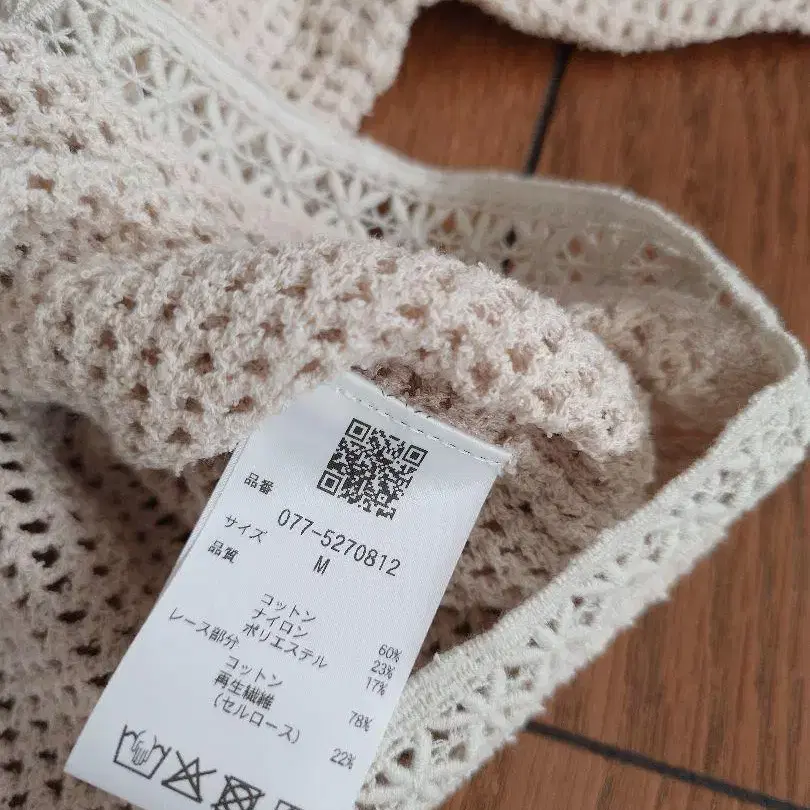 品番 077-5270812
サイズ M
品質
コットン 60%
ナイロン 23%
ポリエステル 17%
レース部分
コットン 78%
再生繊維
(セルロース) 22%